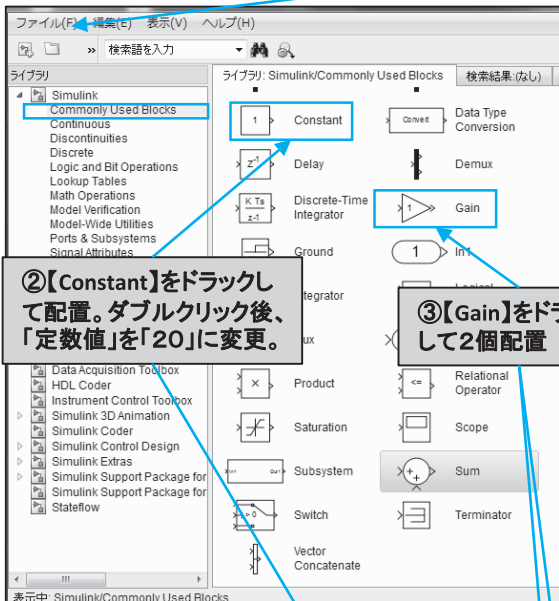 ファイル(F) 編集(E) 表示(V) ヘルプ(H)
» 検索語を入力
ライブラリ
ライブラリ: Simulink/Commonly Used Blocks 検索結果:(なし)
Simulink
Commonly Used Blocks
Continuous
Discontinuities
Discrete
Logic and Bit Operations
Lookup Tables
Math Operations
Model Verification
Model-Wide Utilities
Ports & Subsystems
Signal Attributes
②【Constant】をドラックし
て配置。ダブルクリック後、
「定数値」を「20」に変更。
Data Acquisition Toolbox
HDL Coder
Instrument Control Toolbox
Simulink 3D Animation
Simulink Coder
Simulink Control Design
Simulink Extras
Simulink Support Package for
Simulink Support Package for
Stateflow
1 Constant
Convert Data Type
Conversion
z-1 Delay
Demux
K Ts
z-1
Discrete-Time
Integrator
1 Gain
Ground
1 In1
③【Gain】をドラ
して2個配置
× Product
<= Relational
Operator
Saturation
Scope
In1 Out1 Subsystem
+ + Sum
> 0 Switch
Terminator
Vector
Concatenate
表示中: Simulink/Commonly Used Blocks